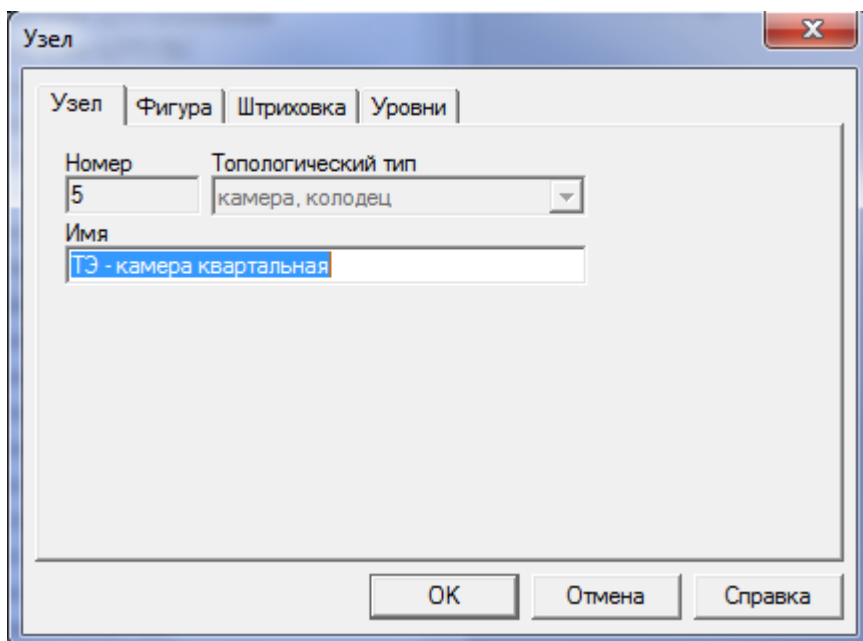 Узел
Узел Фигура Штриховка Уровни
Номер Топологический тип
5 камера, колодец
Имя
ТЭ - камера квартальная
OK Отмена Справка